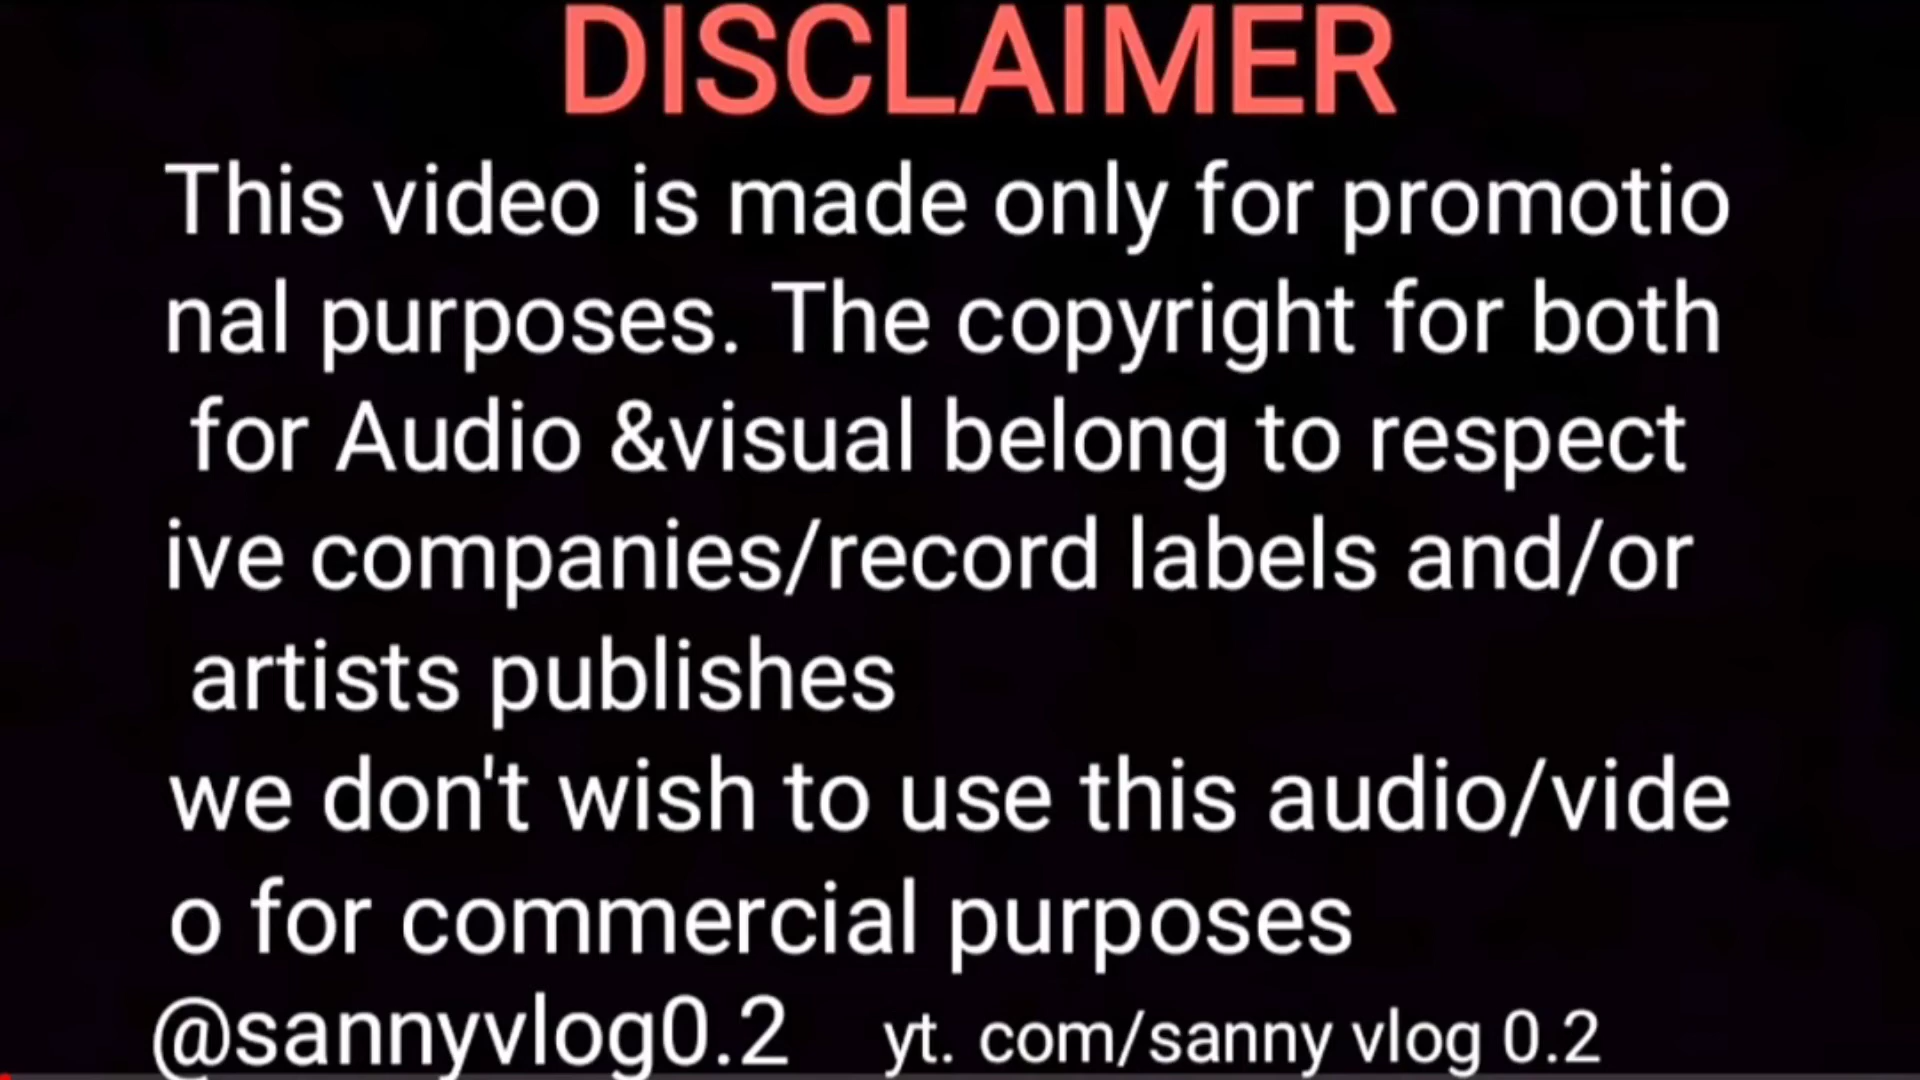 DISCLAIMER
This video is made only for promotio
nal purposes. The copyright for both
for Audio &visual belong to respect
ive companies/record labels and/or
artists publishes
we don't wish to use this audio/vide
o for commercial purposes
@sannyvlog0.2 yt. com/sanny vlog 0.2